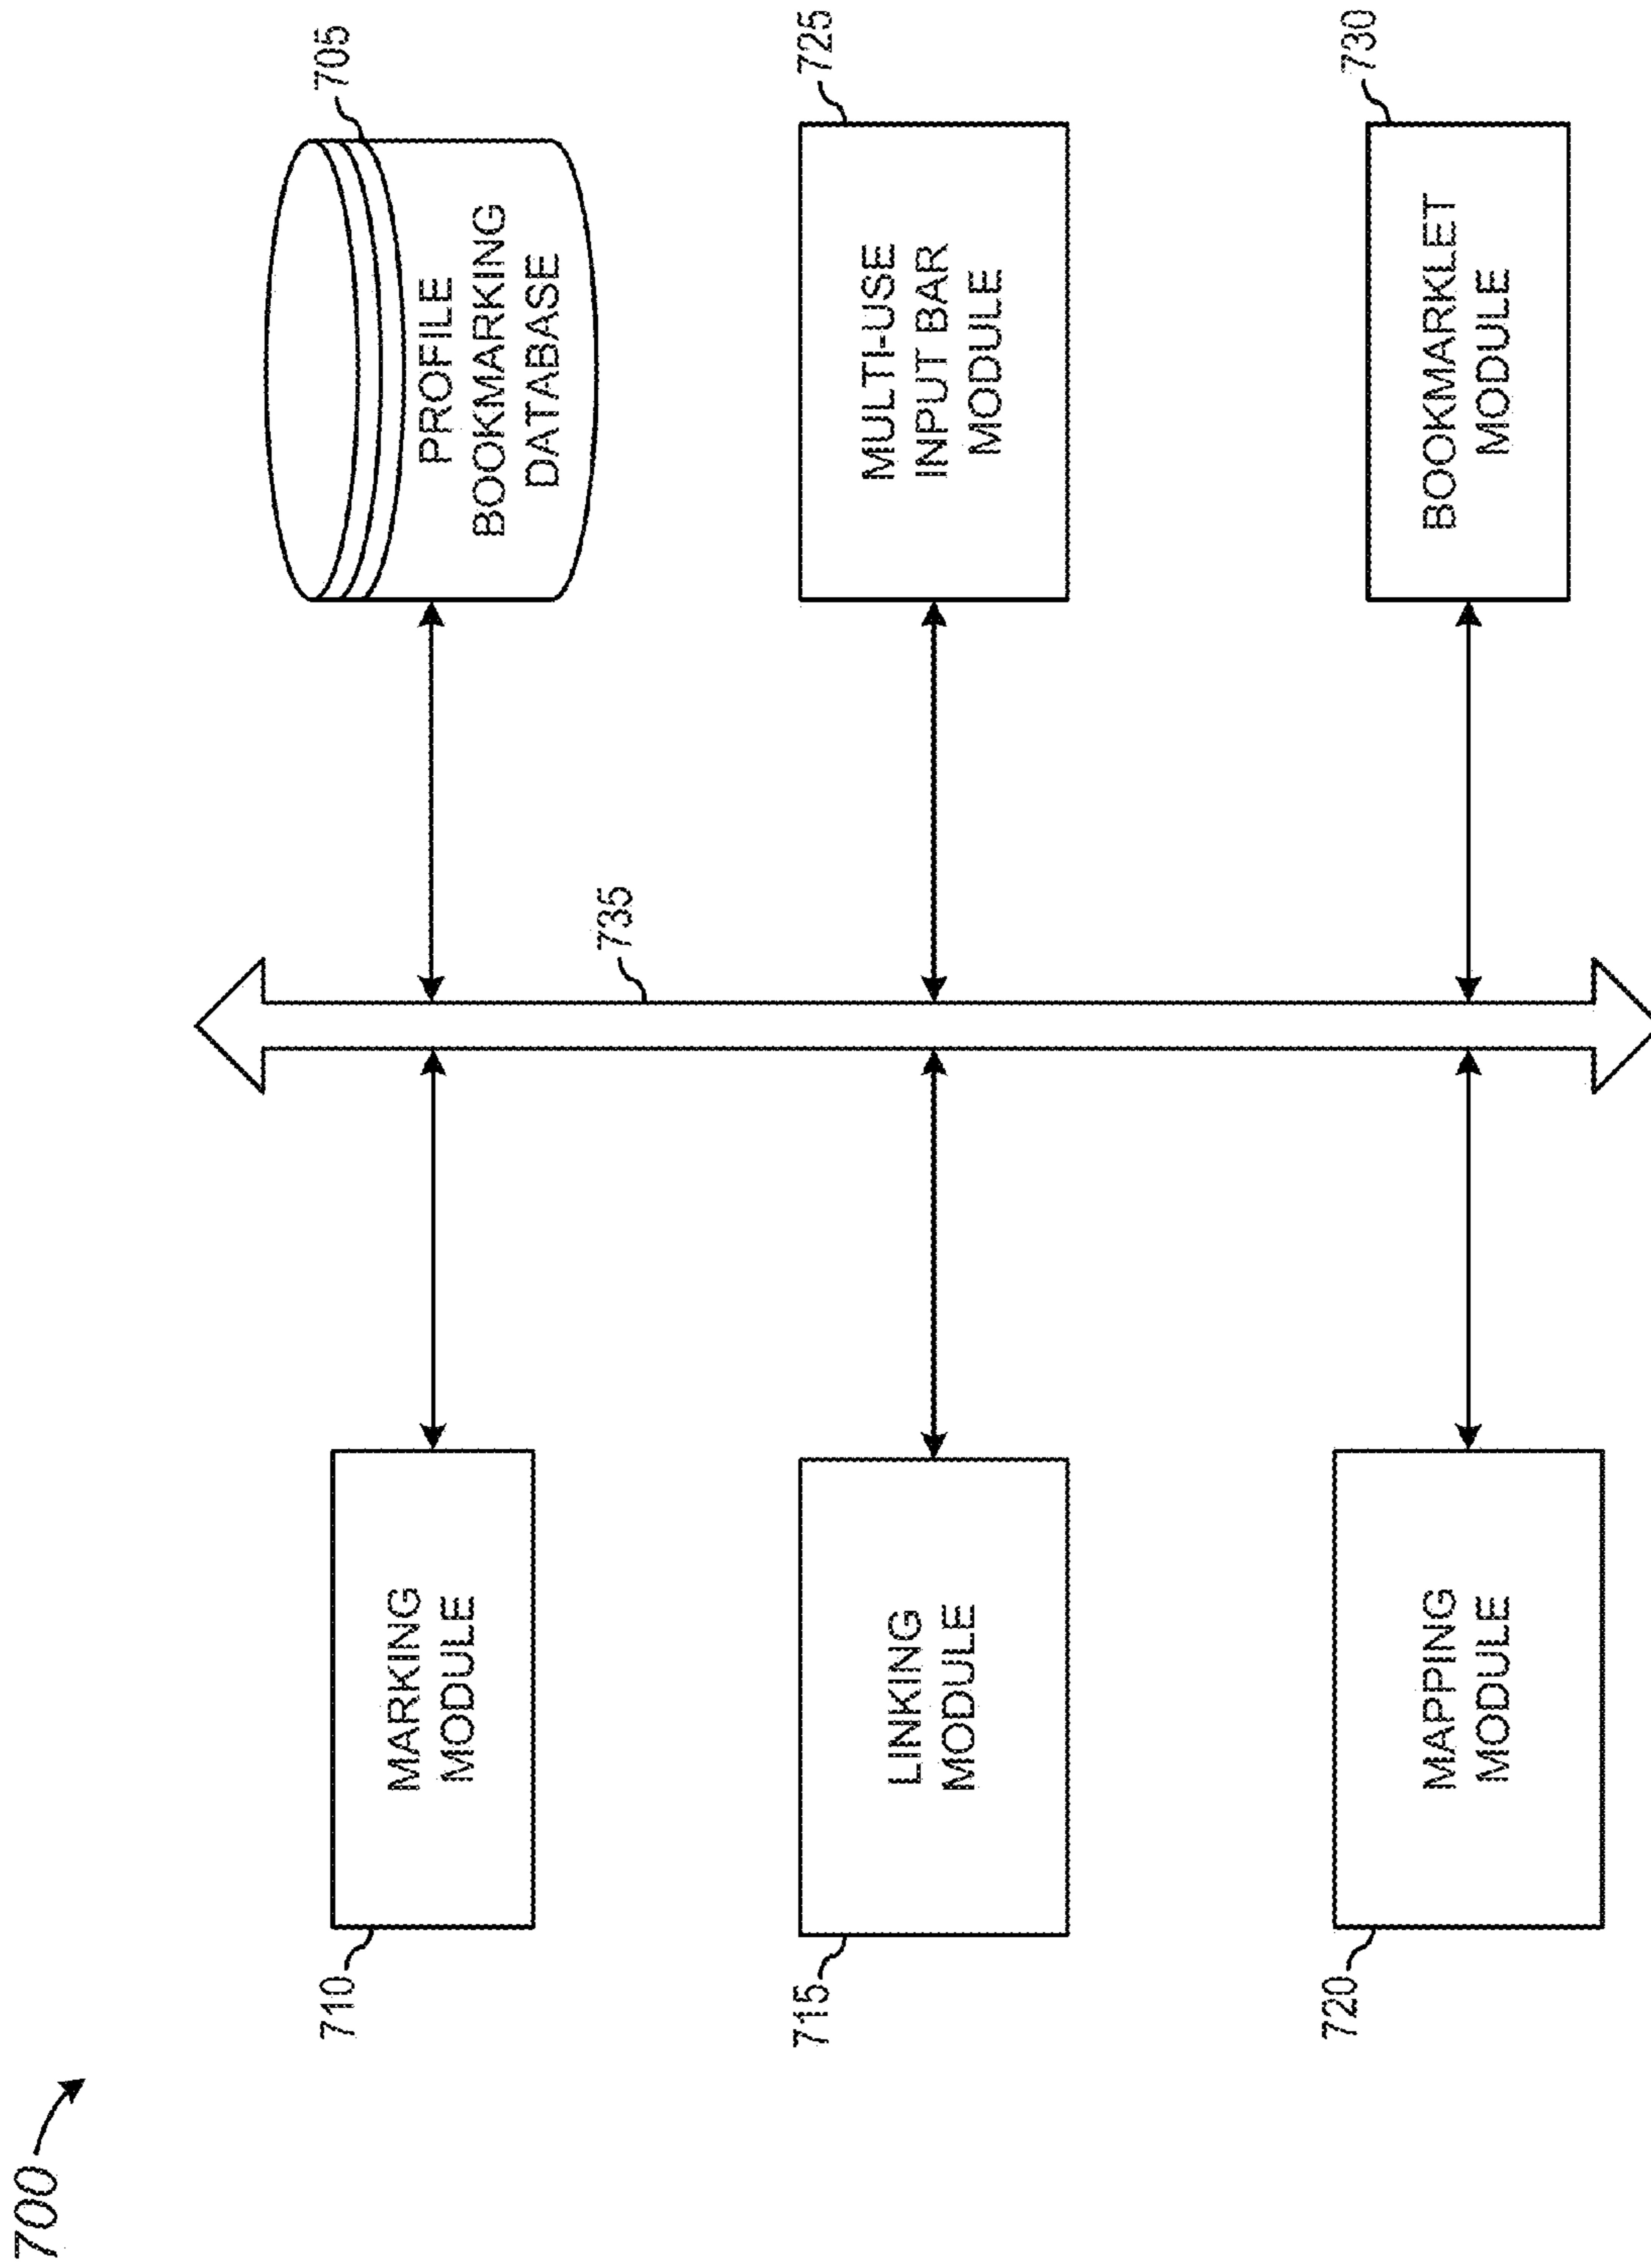 700
710
MARKING
MODULE
PROFILE
BOOKMARKING
DATABASE
705
735
715
LINKING
MODULE
MULTI-USE
INPUT BAR
MODULE
725
720
MAPPING
MODULE
BOOKMARKLET
MODULE
730